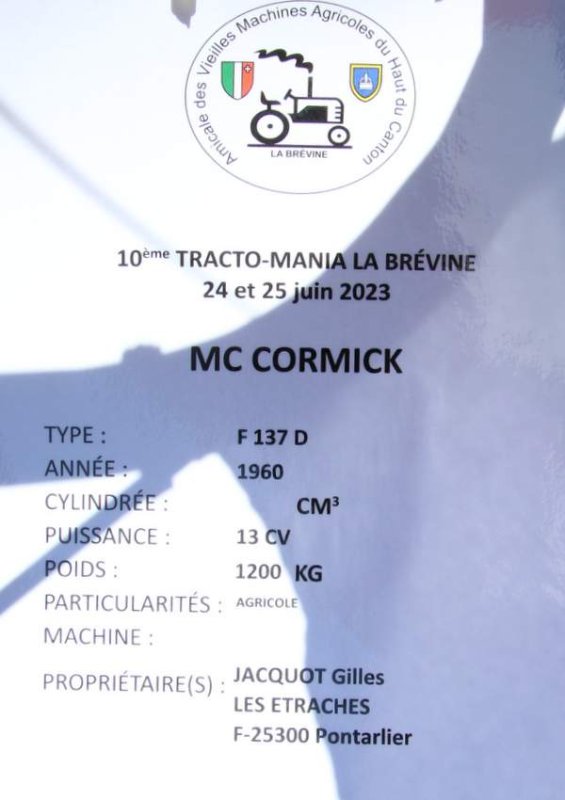 Amicale des Vieilles Machines Agricoles du Haut du Canton
LA BRÉVINE
10ème TRACTO-MANIA LA BRÉVINE
24 et 25 juin 2023
MC CORMICK
TYPE : F 137 D
ANNÉE : 1960
CYLINDRÉE : CM³
PUISSANCE : 13 CV
POIDS : 1200 KG
PARTICULARITÉS : AGRICOLE
MACHINE :
PROPRIÉTAIRE(S) : JACQUOT Gilles
LES ETRACHES
F-25300 Pontarlier